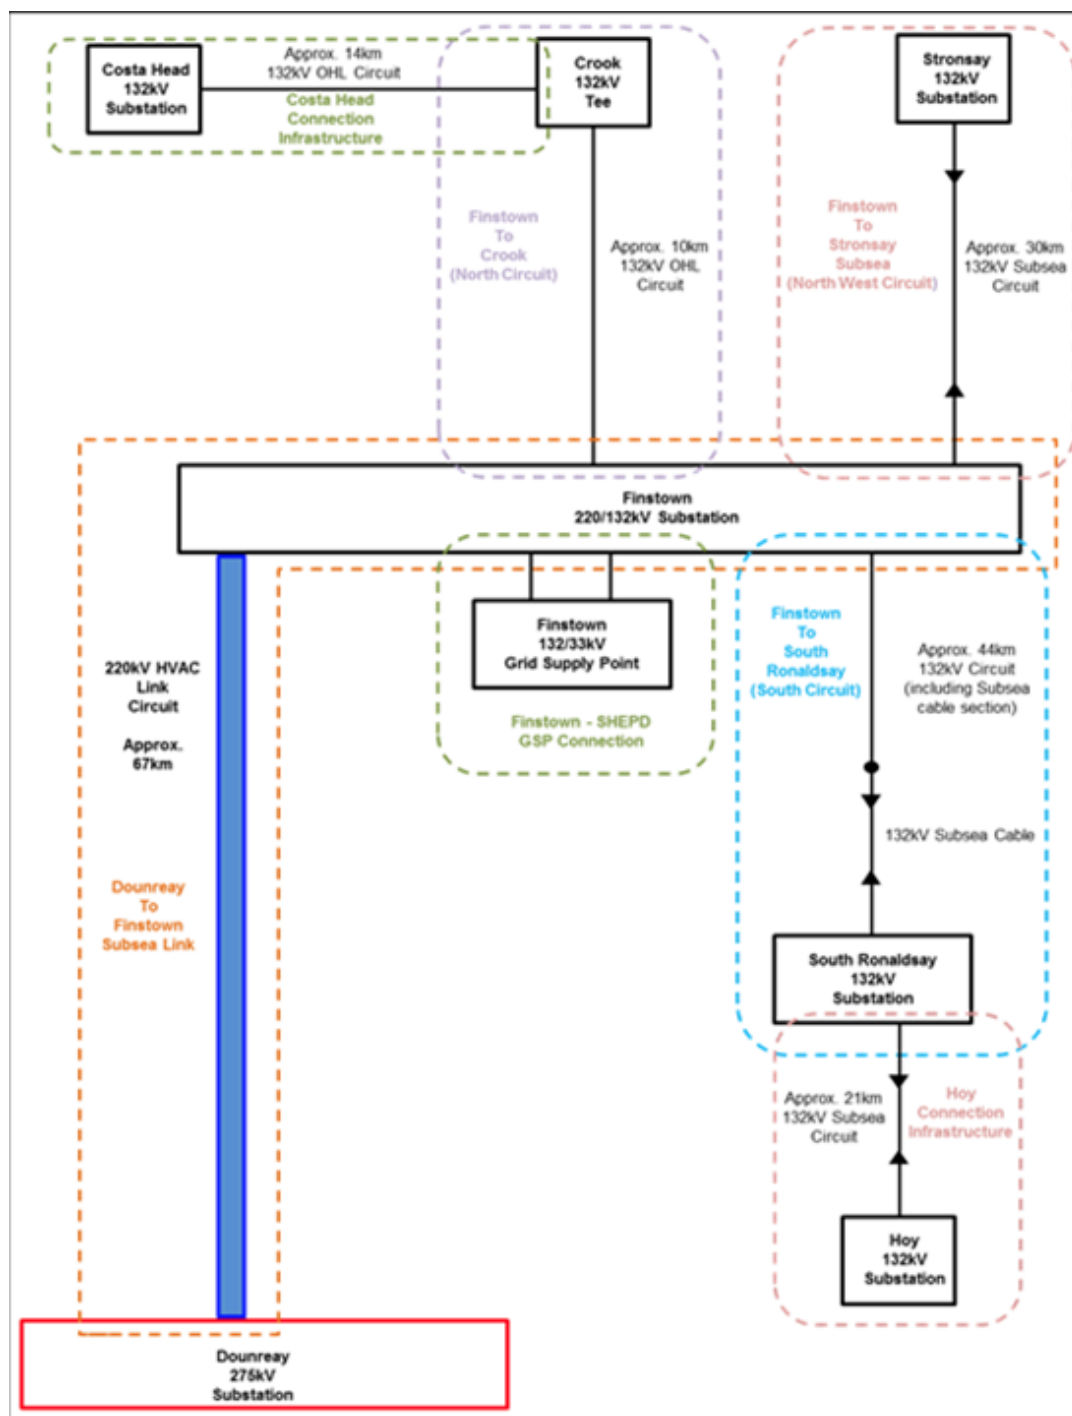 Costa Head
132kV
Substation
Approx. 14km
132kV OHL Circuit
Costa Head
Connection
Infrastructure
Crook
132kV
Tee
Stronsay
132kV
Substation
Finstown
To
Crook
(North Circuit)
Approx. 10km
132kV OHL
Circuit
Finstown
To
Stronsay
Subsea
(North West Circuit)
Approx. 30km
132kV Subsea
Circuit
Finstown
220/132kV Substation
Finstown
132/33kV
Grid Supply Point
Finstown - SHEPD
GSP Connection
220kV HVAC
Link
Circuit
Approx.
67km
Finstown
To
South
Ronaldsay
(South Circuit)
Approx. 44km
132kV Circuit
(including Subsea
cable section)
132kV Subsea Cable
Dounreay
To
Finstown
Subsea Link
South Ronaldsay
132kV
Substation
Approx. 21km
132kV Subsea
Circuit
Hoy
Connection
Infrastructure
Hoy
132kV
Substation
Dounreay
275kV
Substation